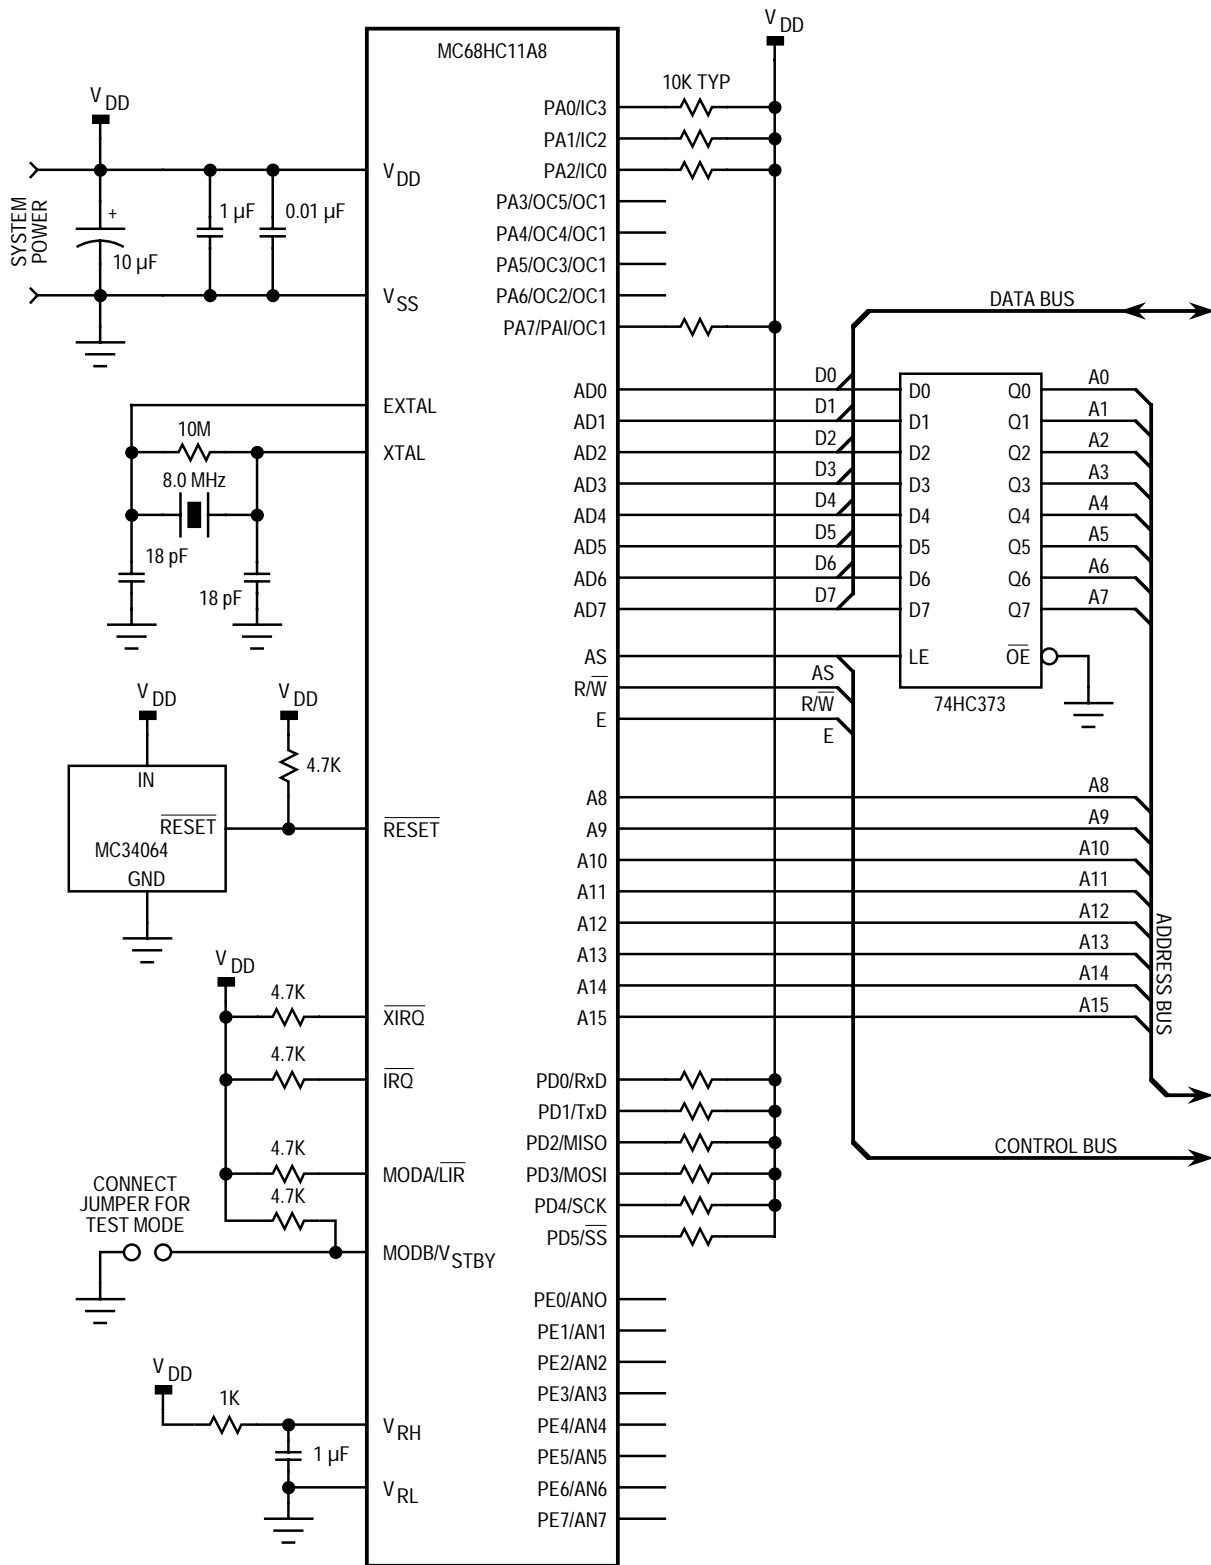 MC68HC11A8
V DD
SYSTEM
POWER
+
10 µF
1 µF
0.01 µF
V DD
V SS
EXTAL
10M
XTAL
8.0 MHz
18 pF
18 pF
V DD
IN
RESET
MC34064
GND
V DD
4.7K
RESET
V DD
4.7K
XIRQ
4.7K
IRQ
4.7K
MODA/LIR
4.7K
CONNECT
JUMPER FOR
TEST MODE
MODB/V STBY
V DD
1K
V RH
1 µF
V RL
V DD
10K TYP
PA0/IC3
PA1/IC2
PA2/IC0
PA3/OC5/OC1
PA4/OC4/OC1
PA5/OC3/OC1
PA6/OC2/OC1
PA7/PAI/OC1
AD0
AD1
AD2
AD3
AD4
AD5
AD6
AD7
AS
R/W
E
A8
A9
A10
A11
A12
A13
A14
A15
PD0/RxD
PD1/TxD
PD2/MISO
PD3/MOSI
PD4/SCK
PD5/SS
PE0/ANO
PE1/AN1
PE2/AN2
PE3/AN3
PE4/AN4
PE5/AN5
PE6/AN6
PE7/AN7
DATA BUS
D0
D1
D2
D3
D4
D5
D6
D7
AS
R/W
E
D0
D1
D2
D3
D4
D5
D6
D7
LE
Q0
Q1
Q2
Q3
Q4
Q5
Q6
Q7
OE
74HC373
A0
A1
A2
A3
A4
A5
A6
A7
A8
A9
A10
A11
A12
A13
A14
A15
ADDRESS BUS
CONTROL BUS